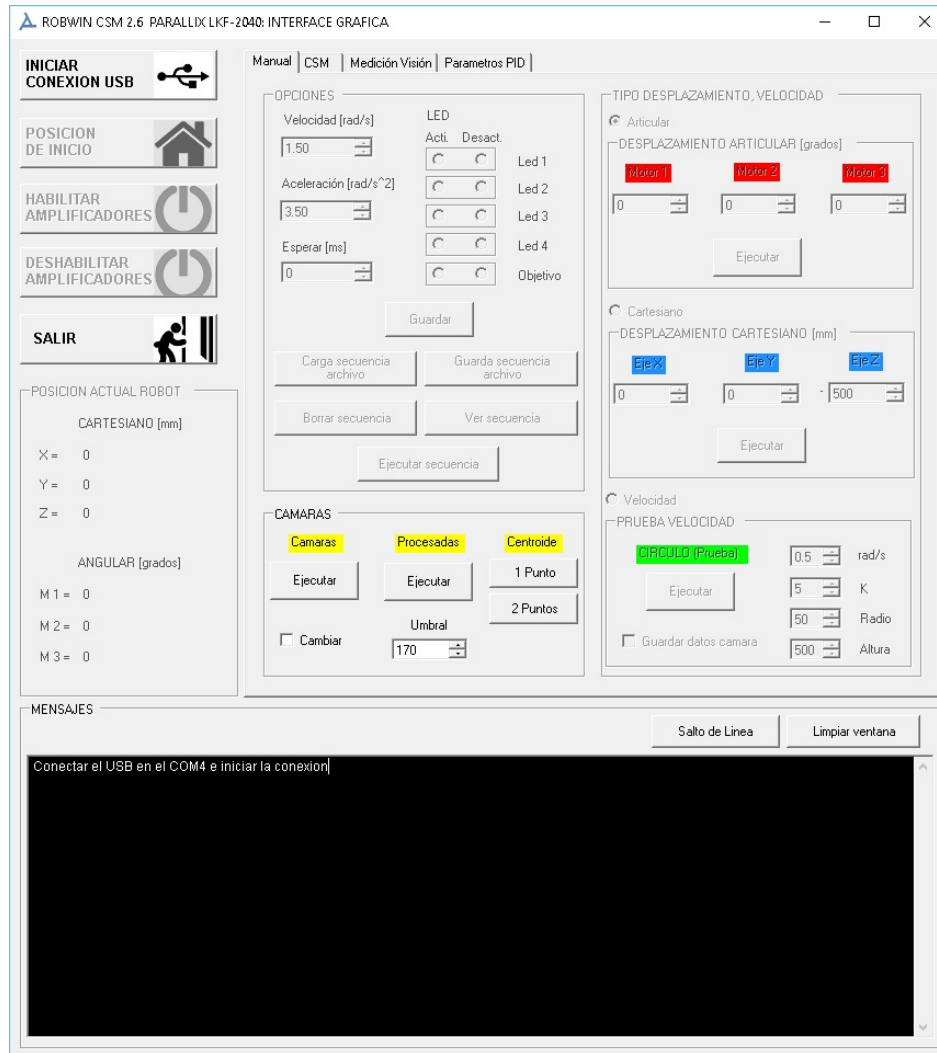 ROBWIN CSM 2.6 PARALLIX LKF-2040: INTERFACE GRAFICA
INICIAR
CONEXION USB
POSICION
DE INICIO
HABILITAR
AMPLIFICADORES
DESHABILITAR
AMPLIFICADORES
SALIR
POSICION ACTUAL ROBOT
CARTESIANO [mm]
X = 0
Y = 0
Z = 0
ANGULAR [grados]
M 1 = 0
M 2 = 0
M 3 = 0
Manual CSM Medición Visión Parametros PID
OPCIONES
Velocidad [rad/s]
1.50
Aceleración [rad/s^2]
3.50
Esperar [ms]
0
LED
Acti. Desact.
Led 1
Led 2
Led 3
Led 4
Objetivo
Guardar
Carga secuencia
archivo
Guarda secuencia
archivo
Borrar secuencia
Ver secuencia
Ejecutar secuencia
CAMARAS
Camaras Procesadas Centroide
Ejecutar Ejecutar 1 Punto
2 Puntos
Cambiar
Umbral
170
TIPO DESPLAZAMIENTO, VELOCIDAD
Articular
DESPLAZAMIENTO ARTICULAR [grados]
Motor 1 Motor 2 Motor 3
0 0 0
Ejecutar
Cartesiano
DESPLAZAMIENTO CARTESIANO [mm]
Eje X Eje Y Eje Z
0 0 - 500
Ejecutar
Velocidad
PRUEBA VELOCIDAD
CIRCULO (Prueba)
Ejecutar
Guardar datos camara
0.5 rad/s
5 K
50 Radio
500 Altura
MENSAJES
Salto de Linea Limpiar ventana
Conectar el USB en el COM4 e iniciar la conexion